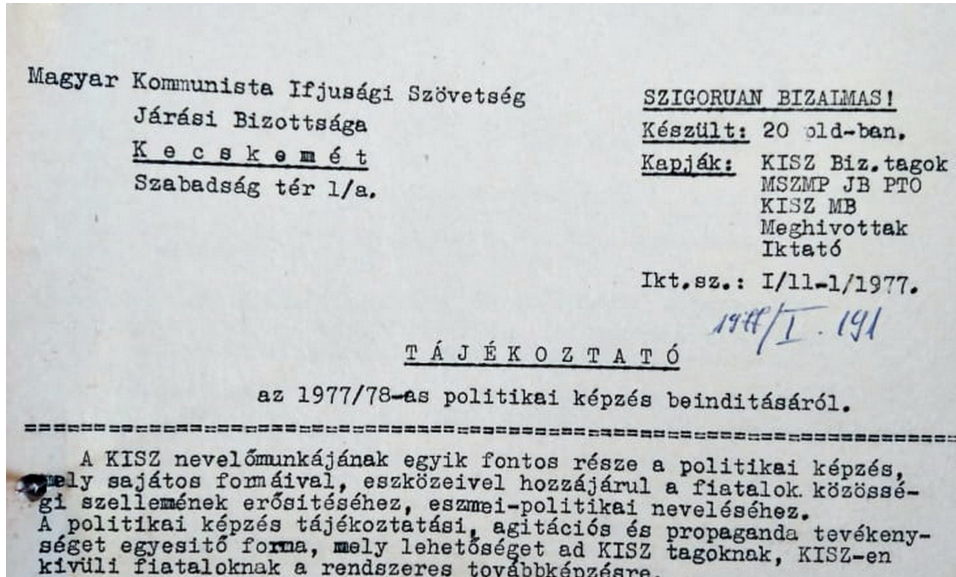 Magyar Kommunista Ifjusági Szövetség
Járási Bizottsága
K e c s k e m é t
Szabadság tér l/a.
SZIGORUAN BIZALMAS!
Készült: 20 old-ban.
Kapják: KISZ Biz.tagok
MSZMP JB PTO
KISZ MB
Meghivottak
Iktató
Ikt.sz.: I/11-1/1977.
1977/I. 191
T Á J É K O Z T A T Ó
az 1977/78-as politikai képzés beinditásáról.
A KISZ nevelőmunkájának egyik fontos része a politikai képzés,
mely sajátos formáival, eszközeivel hozzájárul a fiatalok közössé-
gi szellemének erősitéséhez, eszmei-politikai neveléséhez.
A politikai képzés tájékoztatási, agitációs és propaganda tevékeny-
séget egyesitő forma, mely lehetőséget ad KISZ tagoknak, KISZ-en
kivüli fiataloknak a rendszeres továbbképzésre.